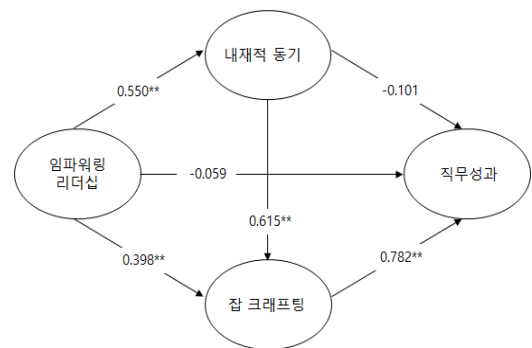 내재적 동기
0.550**
-0.101
임파워링
리더십
-0.059
직무성과
0.615**
0.398**
0.782**
잡 크래프팅